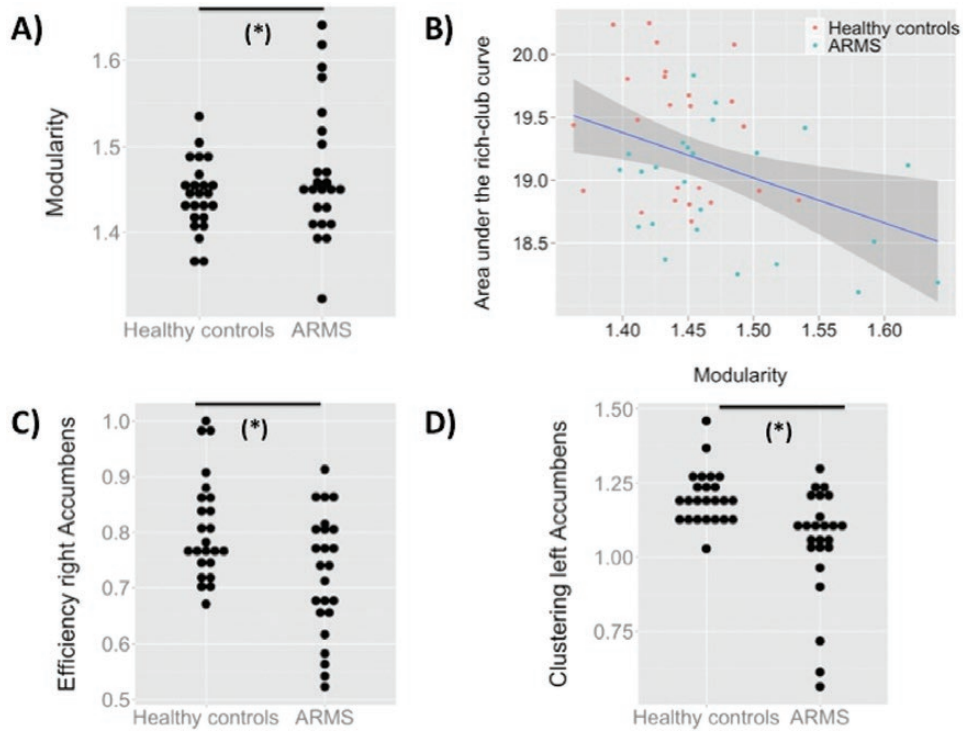 A)
(*)
Modularity
1.6
1.5
1.4
Healthy controls
ARMS
B)
Healthy controls
ARMS
Area under the rich-club curve
20.0
19.5
19.0
18.5
1.40
1.45
1.50
1.55
1.60
Modularity
C)
(*)
Efficiency right Accumbens
1.0
0.9
0.8
0.7
0.6
0.5
Healthy controls
ARMS
D)
(*)
Clustering left Accumbens
1.50
1.25
1.00
0.75
Healthy controls
ARMS